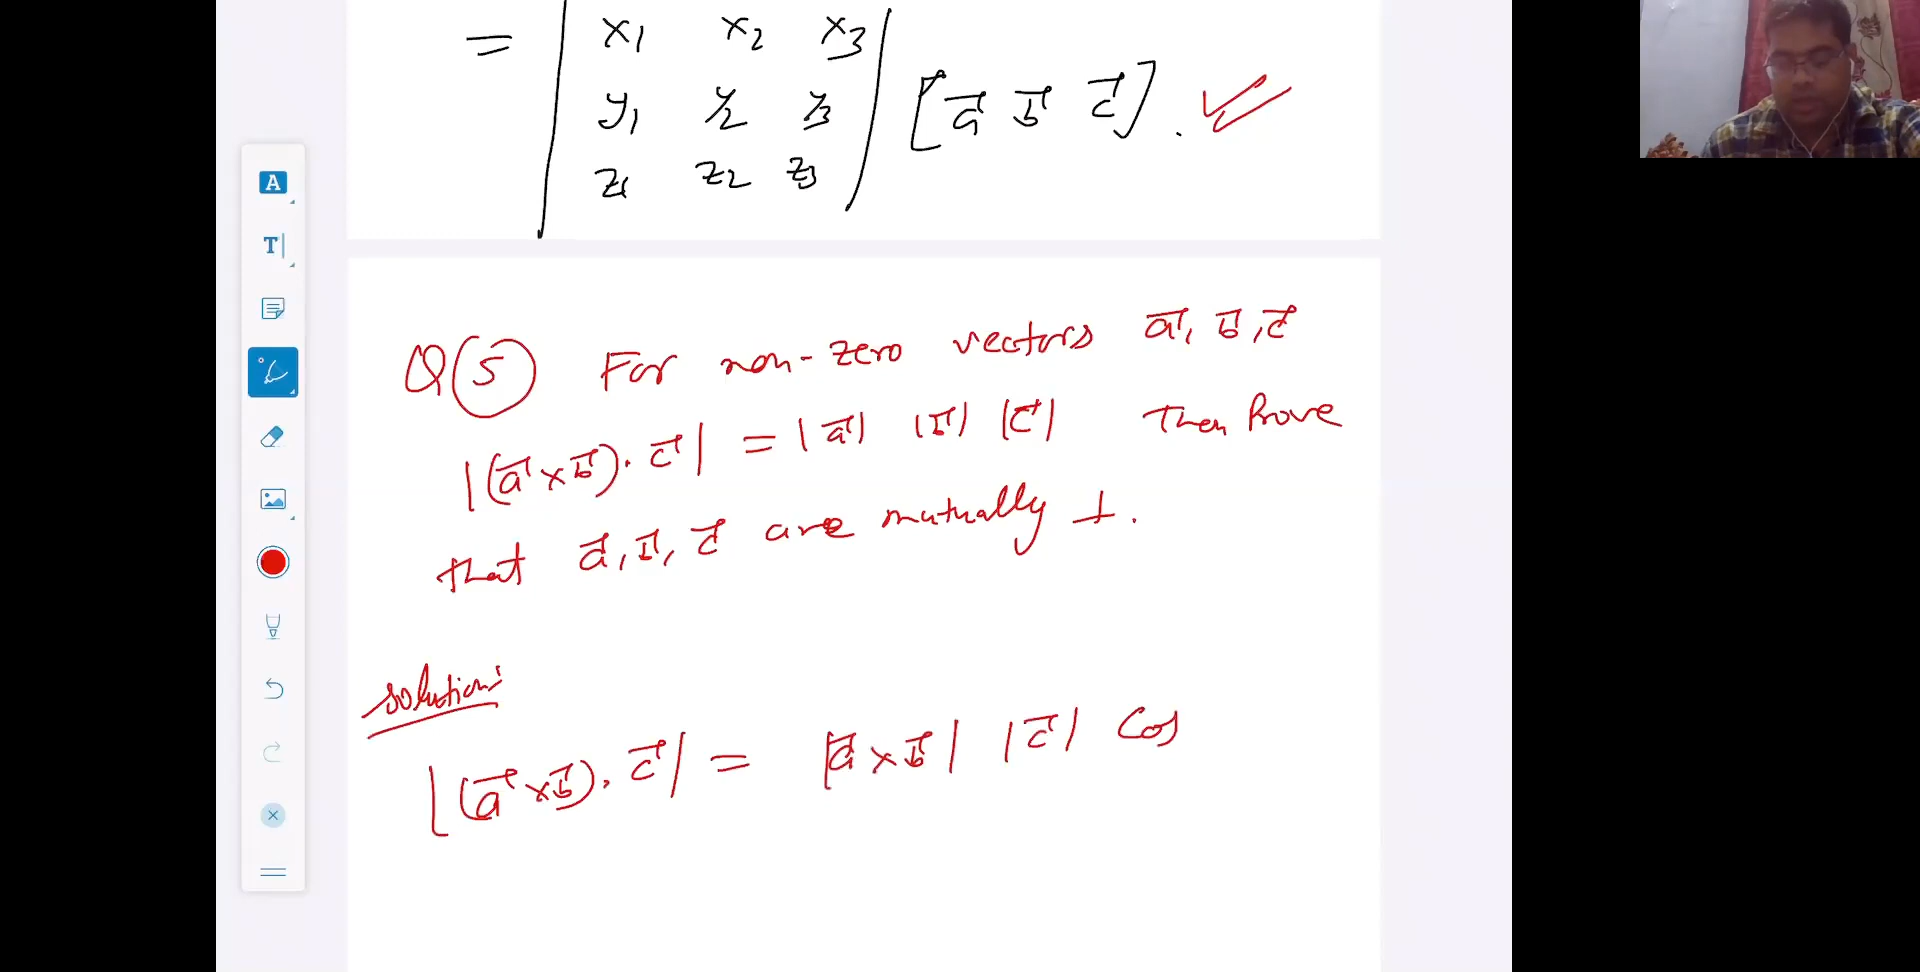 = | x₁ x₂ x₃ |
| y₁ y₂ y₃ | [a⃗ b⃗ c⃗].
| z₁ z₂ z₃ |
Q(5) For non-zero vectors a⃗, b⃗, c⃗
|(a⃗ × b⃗). c⃗| = |a⃗| |b⃗| |c⃗| Then Prove
that a⃗, b⃗, c⃗ are mutually ⊥.
Solution:
|(a⃗ × b⃗). c⃗| = |a⃗ × b⃗| |c⃗| Cos
A
T